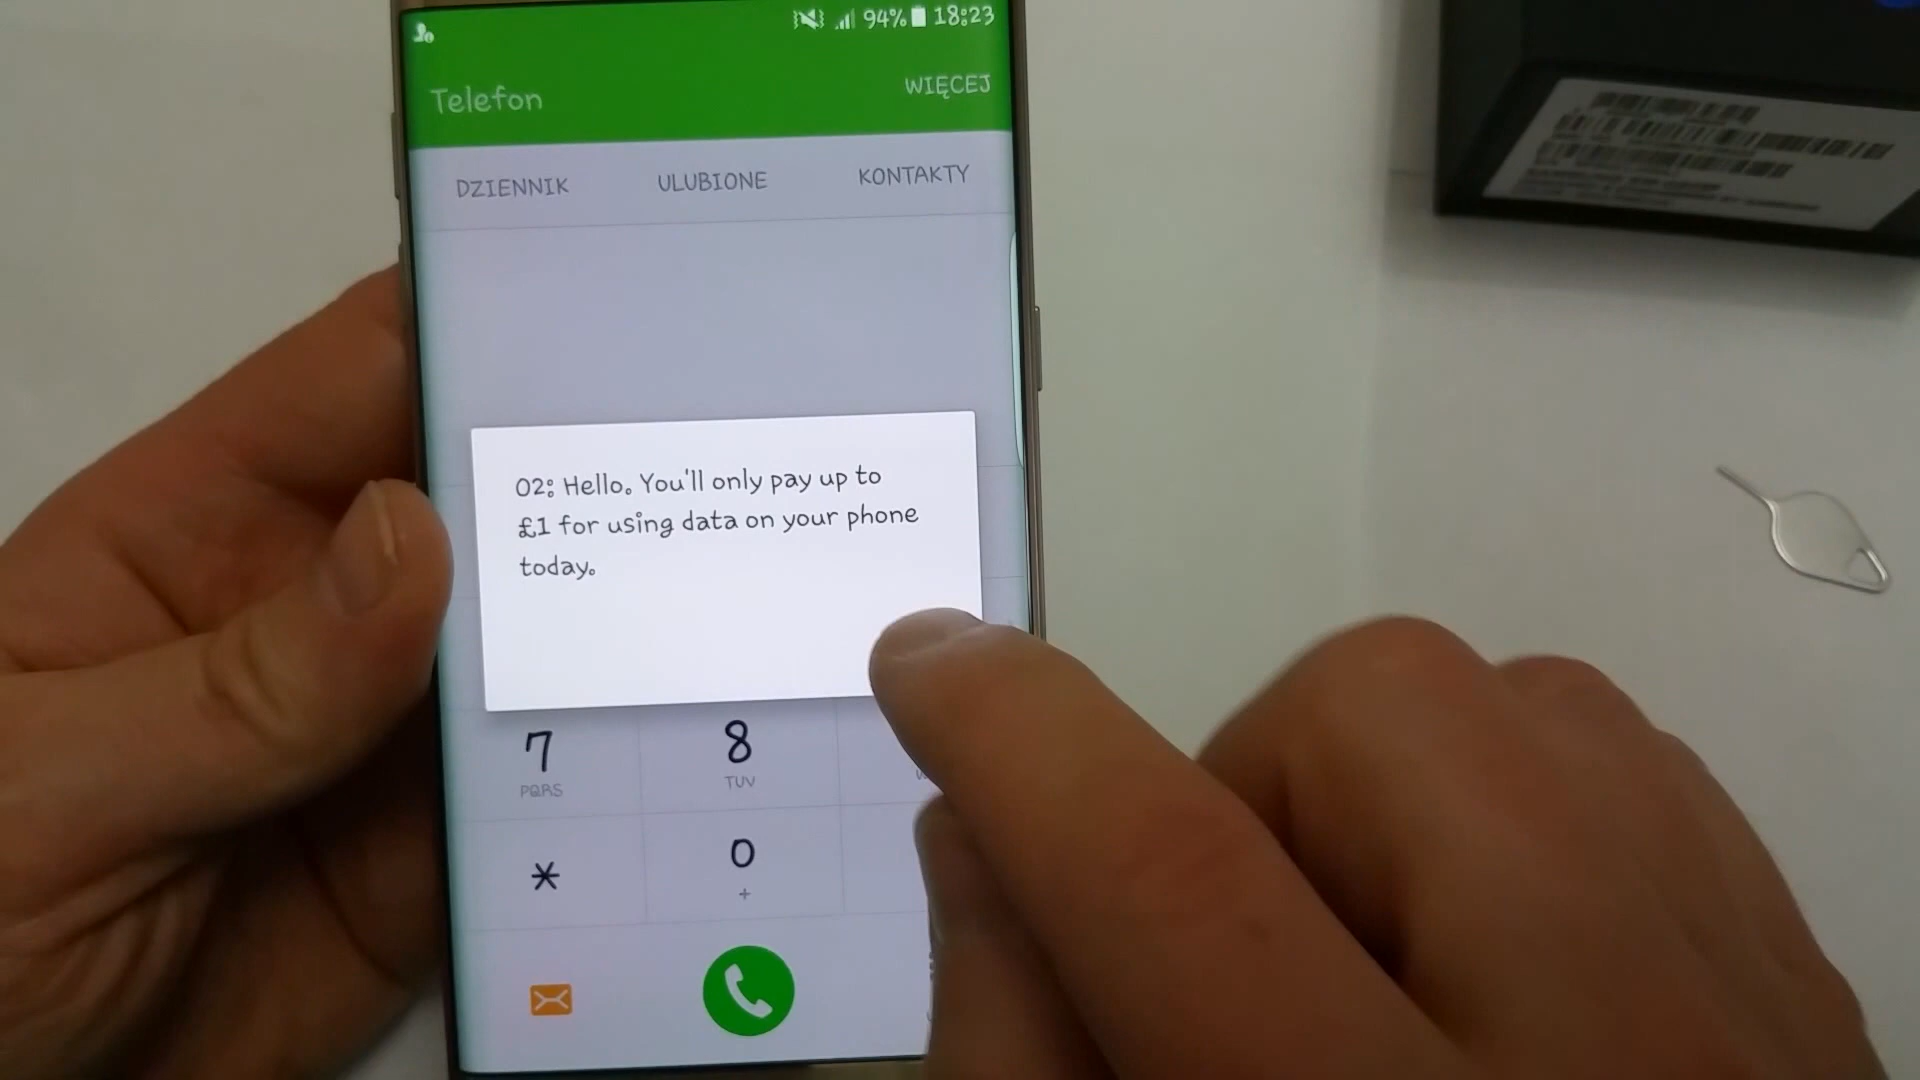 94% 18:23
Telefon
WIĘCEJ
DZIENNIK ULUBIONE KONTAKTY
O2: Hello. You'll only pay up to
£1 for using data on your phone
today.
7 8
PQRS TUV
* 0
+